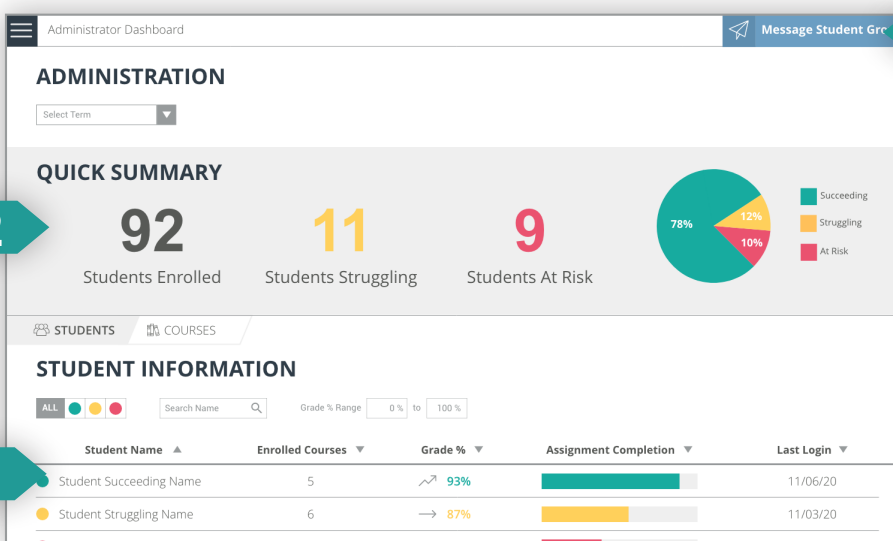 Administrator Dashboard
Message Student
ADMINISTRATION
Select Term
QUICK SUMMARY
92
Students Enrolled
11
Students Struggling
9
Students At Risk
78%
12%
10%
Succeeding
Struggling
At Risk
STUDENTS
COURSES
STUDENT INFORMATION
ALL
Search Name
Grade % Range 0 % to 100 %
Student Name Enrolled Courses Grade % Assignment Completion Last Login
Student Succeeding Name 5 93% 11/06/20
Student Struggling Name 6 87% 11/03/20